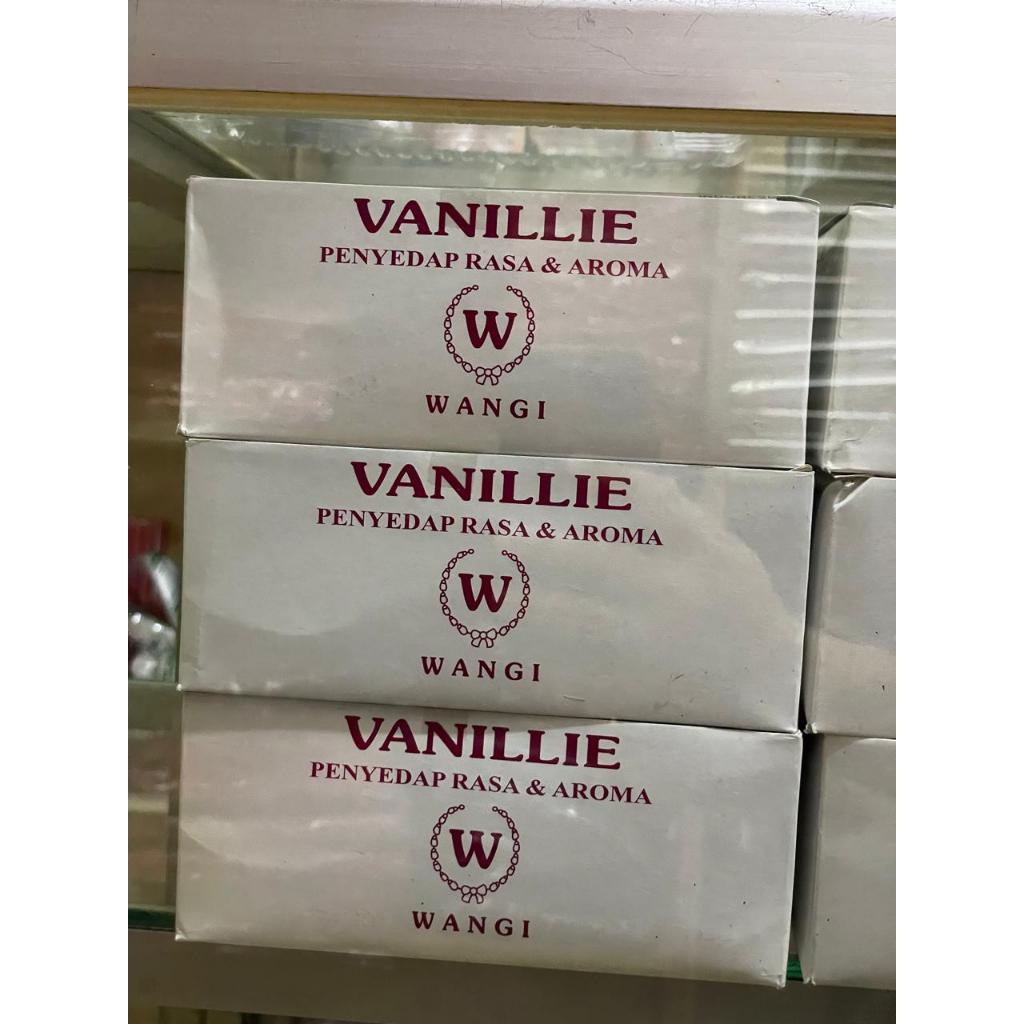 VANILLIE
PENYEDAP RASA & AROMA
W
WANGI
VANILLIE
PENYEDAP RASA & AROMA
W
WANGI
VANILLIE
PENYEDAP RASA & AROMA
W
WANGI